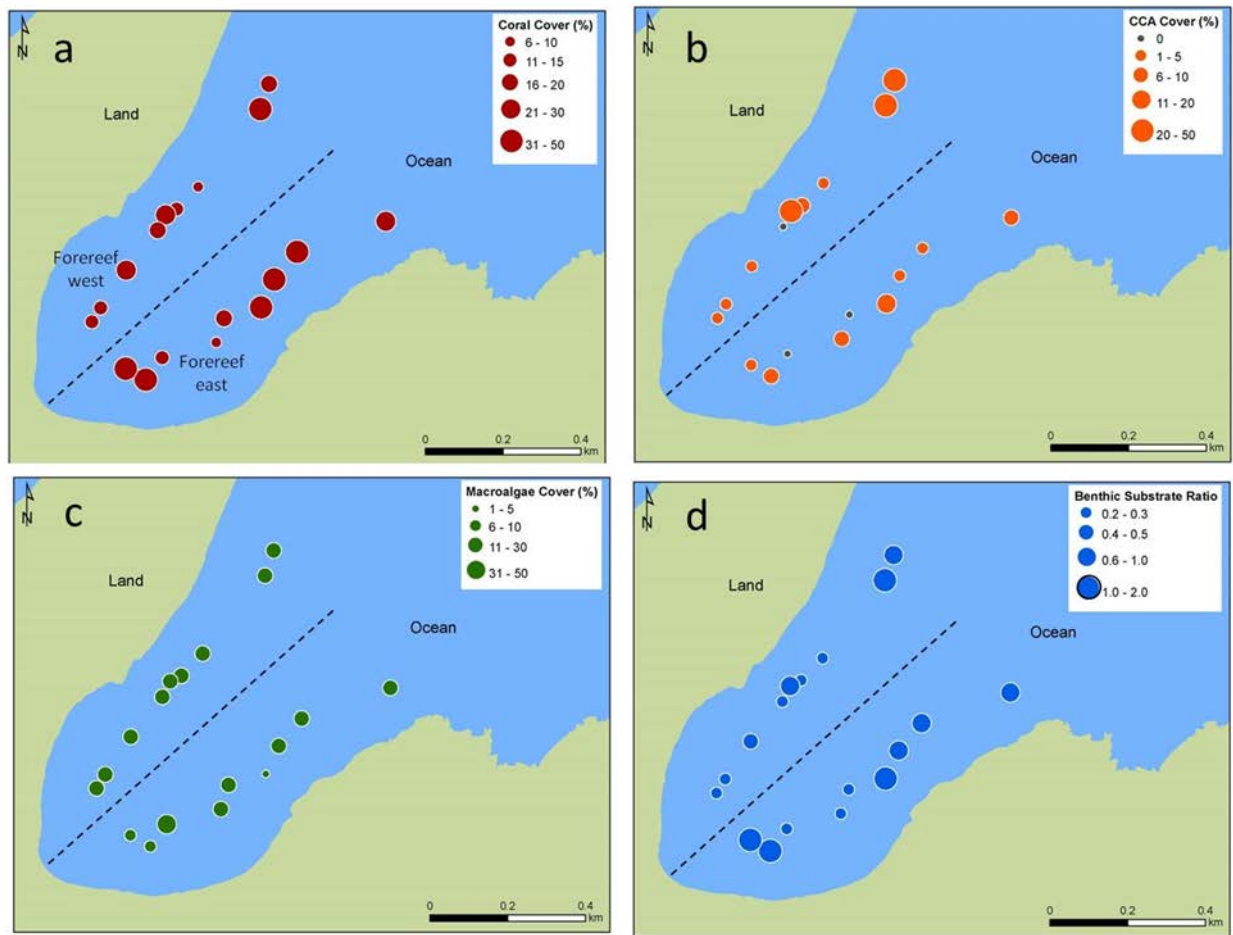 a
N
Coral Cover (%)
6 - 10
11 - 15
16 - 20
21 - 30
31 - 50
Land
Ocean
Forereef
west
Forereef
east
0 0.2 0.4
km
b
N
CCA Cover (%)
0
1 - 5
6 - 10
11 - 20
20 - 50
Land
Ocean
0 0.2 0.4
km
c
N
Macroalgae Cover (%)
1 - 5
6 - 10
11 - 30
31 - 50
Land
Ocean
0 0.2 0.4
km
d
N
Benthic Substrate Ratio
0.2 - 0.3
0.4 - 0.5
0.6 - 1.0
1.0 - 2.0
Land
Ocean
0 0.2 0.4
km